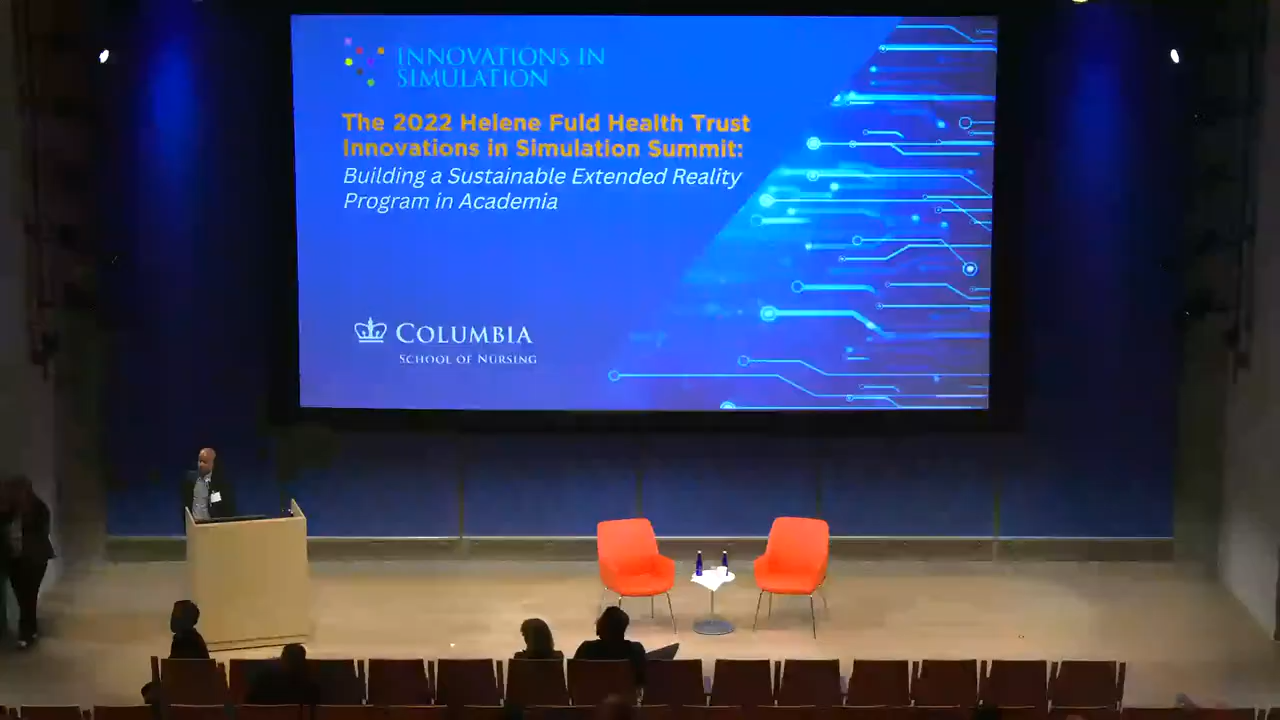 INNOVATIONS IN
SIMULATION
The 2022 Helene Fuld Health Trust
Innovations in Simulation Summit:
Building a Sustainable Extended Reality
Program in Academia
COLUMBIA
SCHOOL OF NURSING